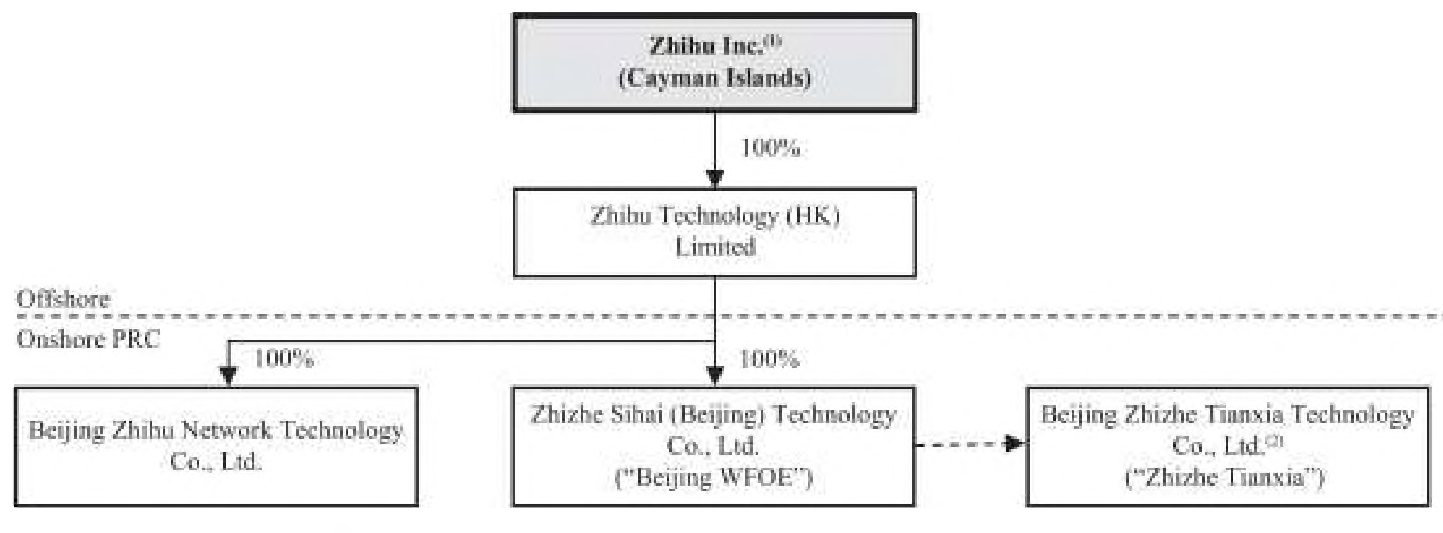 Zhihu Inc.(1)
(Cayman Islands)
100%
Zhihu Technology (HK)
Limited
Offshore
Onshore PRC
100%
100%
Beijing Zhihu Network Technology
Co., Ltd.
Zhizhe Sihai (Beijing) Technology
Co., Ltd.
(“Beijing WFOE”)
Beijing Zhizhe Tianxia Technology
Co., Ltd.(2)
(“Zhizhe Tianxia”)